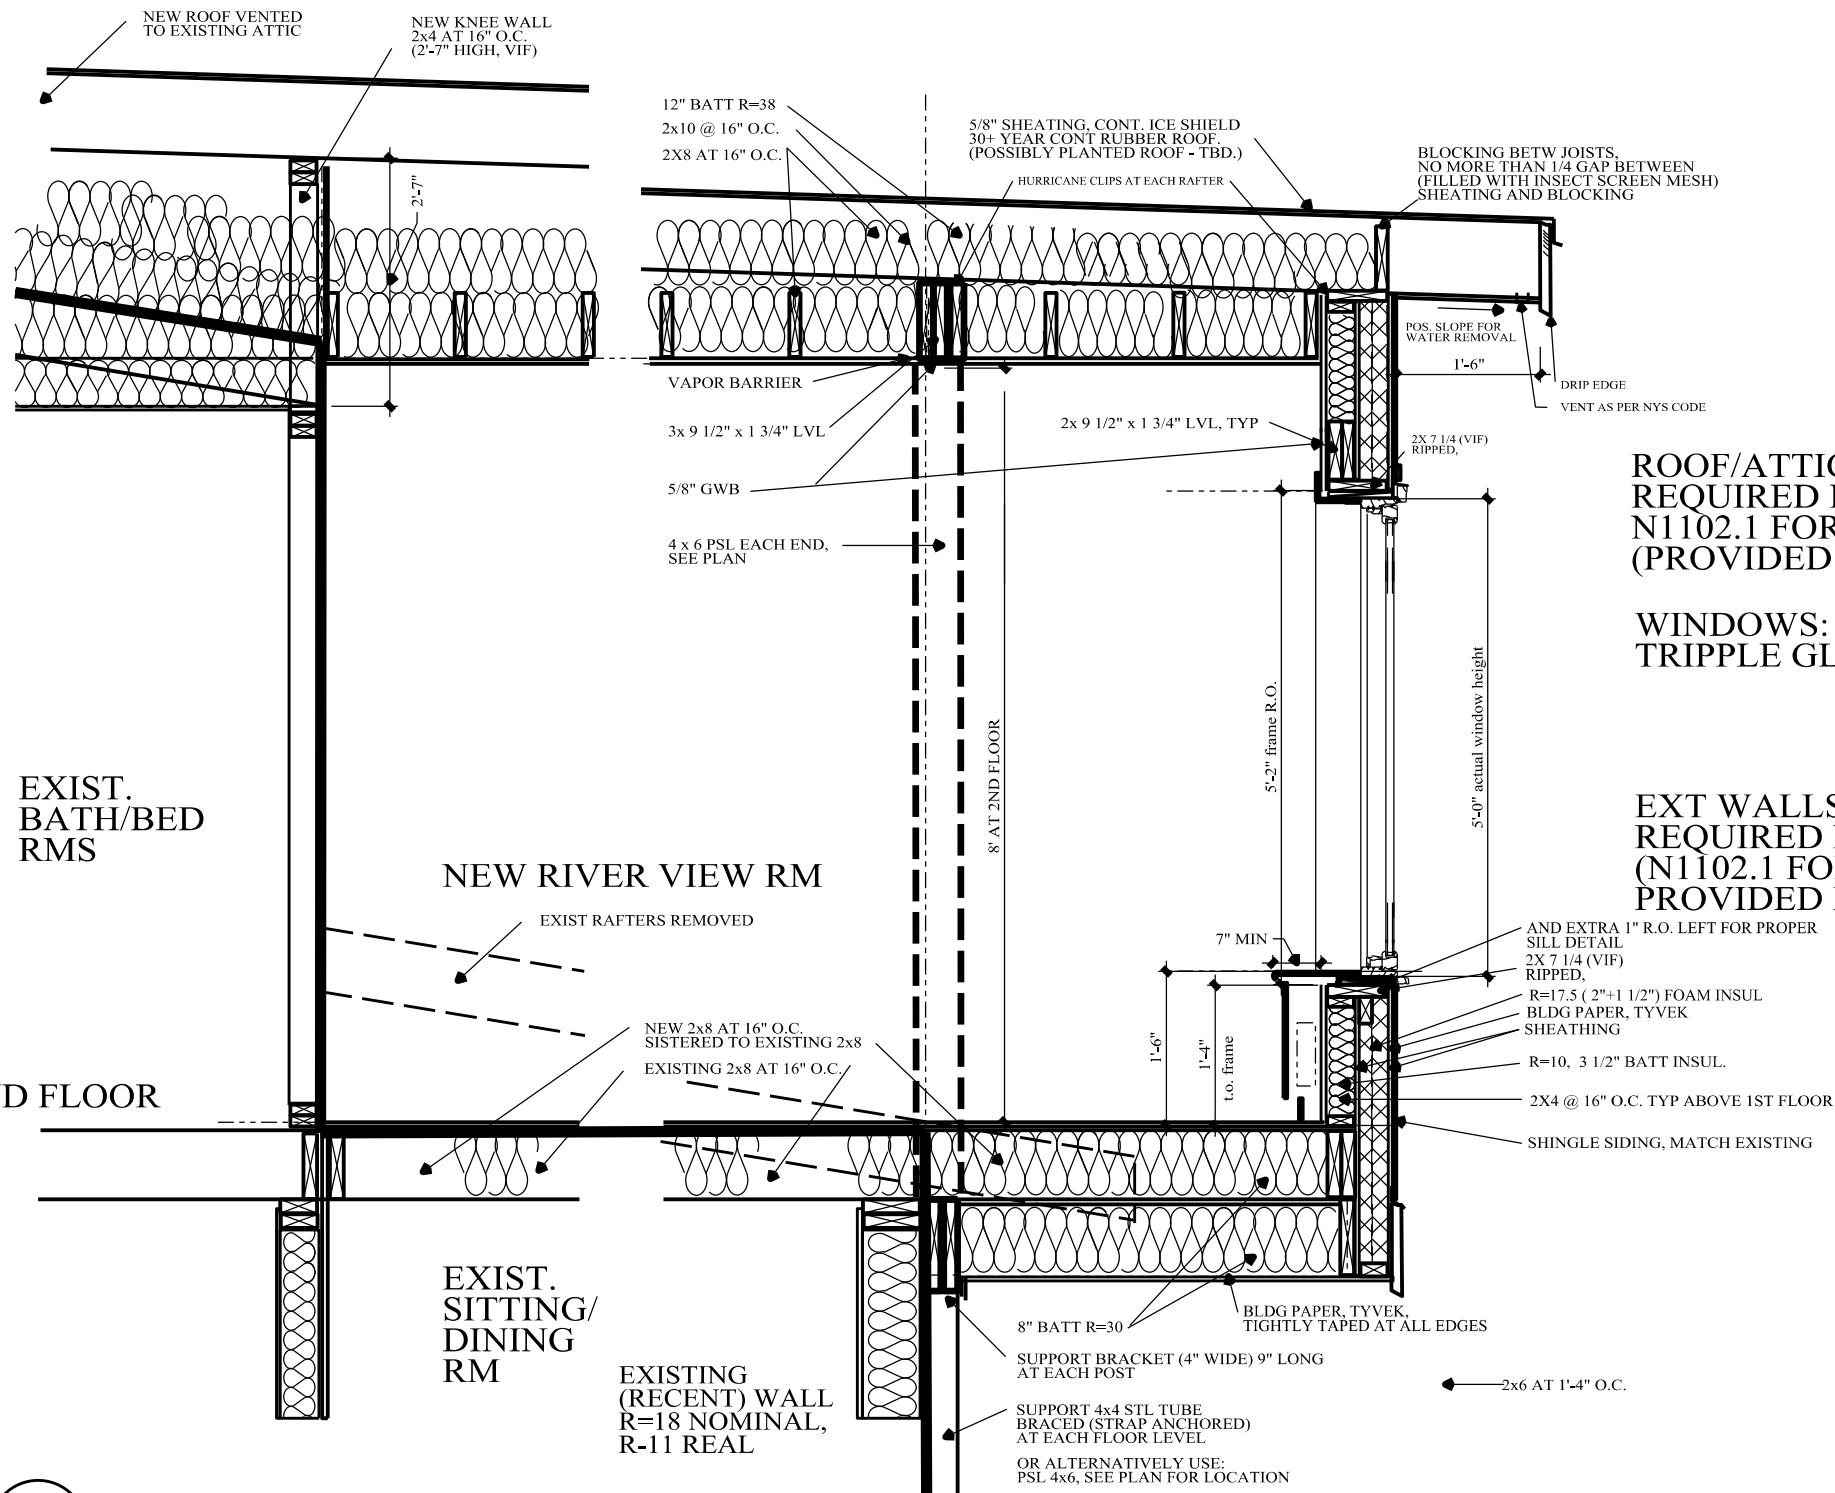 NEW ROOF VENTED
TO EXISTING ATTIC
NEW KNEE WALL
2x4 AT 16" O.C.
(2'-7" HIGH, VIF)
2'-7"
12" BATT R=38
2x10 @ 16" O.C.
2X8 AT 16" O.C.
5/8" SHEATING, CONT. ICE SHIELD
30+ YEAR CONT RUBBER ROOF.
(POSSIBLY PLANTED ROOF - TBD.)
HURRICANE CLIPS AT EACH RAFTER
BLOCKING BETW JOISTS,
NO MORE THAN 1/4 GAP BETWEEN
(FILLED WITH INSECT SCREEN MESH)
SHEATING AND BLOCKING
POS. SLOPE FOR
WATER REMOVAL
1'-6"
DRIP EDGE
VENT AS PER NYS CODE
VAPOR BARRIER
3x 9 1/2" x 1 3/4" LVL
5/8" GWB
2x 9 1/2" x 1 3/4" LVL, TYP
2X 7 1/4 (VIF)
RIPPED,
4 x 6 PSL EACH END,
SEE PLAN
ROOF/ATTIC
REQUIRED
N1102.1 FOR
(PROVIDED
WINDOWS:
TRIPPLE GL
8' AT 2ND FLOOR
5'-2" frame R.O.
5'-0" actual window height
EXIST.
BATH/BED
RMS
NEW RIVER VIEW RM
EXIST RAFTERS REMOVED
EXT WALLS
REQUIRED
(N1102.1 FO
PROVIDED
AND EXTRA 1" R.O. LEFT FOR PROPER
SILL DETAIL
2X 7 1/4 (VIF)
RIPPED,
R=17.5 ( 2"+1 1/2") FOAM INSUL
BLDG PAPER, TYVEK
SHEATHING
R=10, 3 1/2" BATT INSUL.
2X4 @ 16" O.C. TYP ABOVE 1ST FLOOR
SHINGLE SIDING, MATCH EXISTING
7" MIN
1'-6"
1'-4"
t.o. frame
NEW 2x8 AT 16" O.C.
SISTERED TO EXISTING 2x8
EXISTING 2x8 AT 16" O.C.
D FLOOR
EXIST.
SITTING/
DINING
RM
EXISTING
(RECENT) WALL
R=18 NOMINAL,
R-11 REAL
8" BATT R=30
BLDG PAPER, TYVEK,
TIGHTLY TAPED AT ALL EDGES
SUPPORT BRACKET (4" WIDE) 9" LONG
AT EACH POST
2x6 AT 1'-4" O.C.
SUPPORT 4x4 STL TUBE
BRACED (STRAP ANCHORED)
AT EACH FLOOR LEVEL
OR ALTERNATIVELY USE:
PSL 4x6, SEE PLAN FOR LOCATION